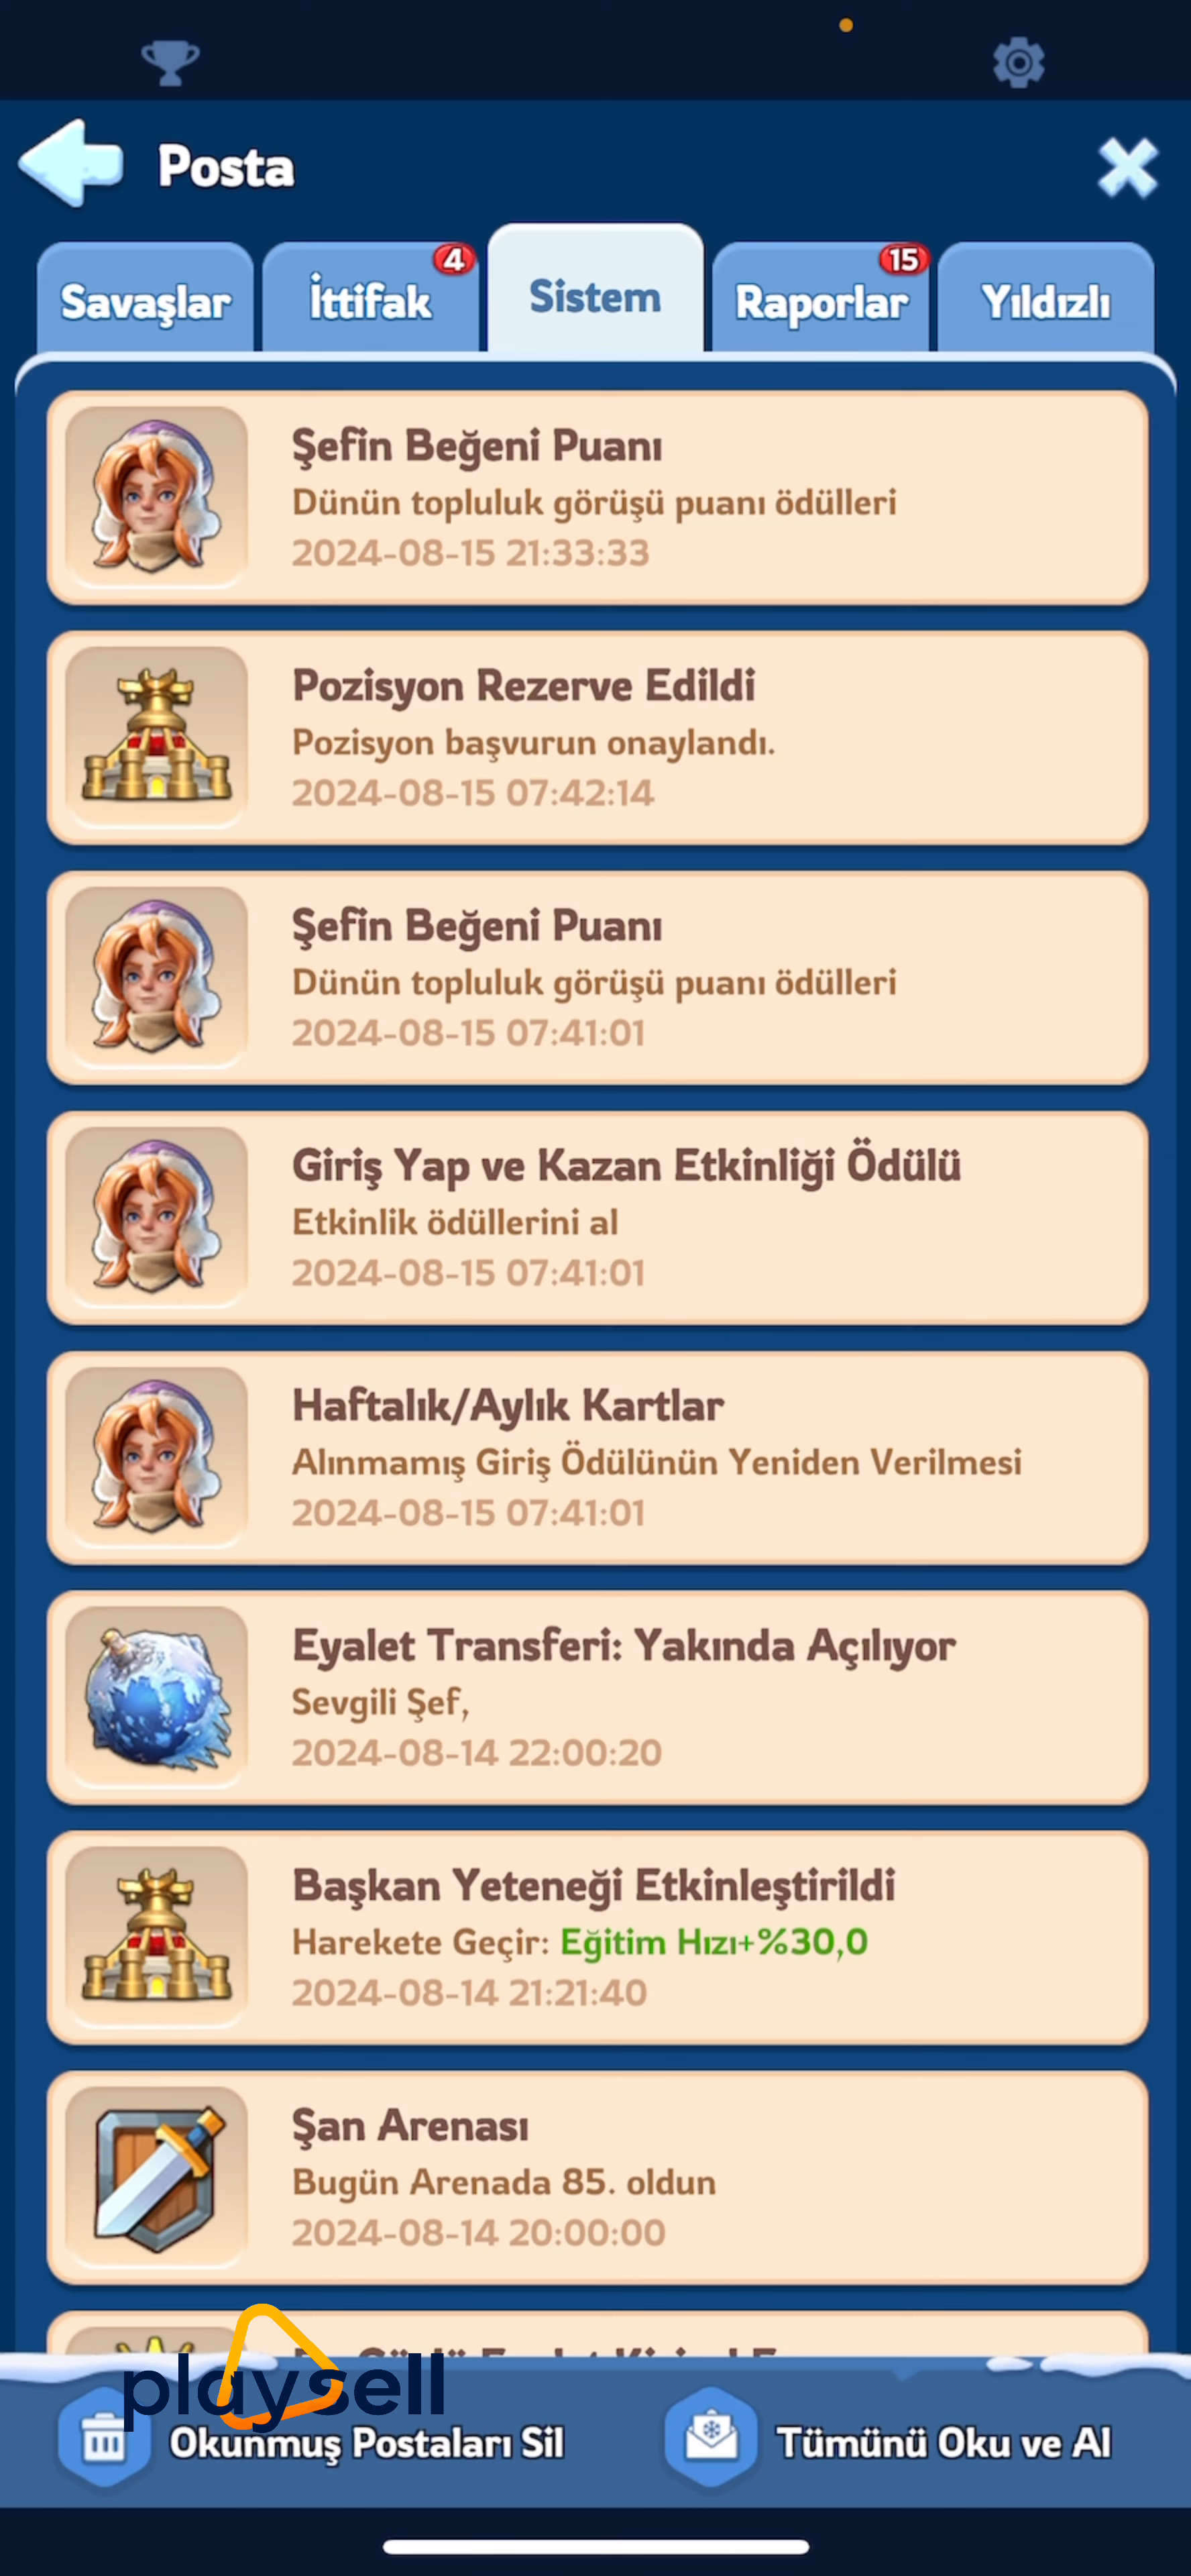 Posta
Savaşlar
İttifak
4
Sistem
Raporlar
15
Yıldızlı
Şefin Beğeni Puanı
Dünün topluluk görüşü puanı ödülleri
2024-08-15 21:33:33
Pozisyon Rezerve Edildi
Pozisyon başvurun onaylandı.
2024-08-15 07:42:14
Şefin Beğeni Puanı
Dünün topluluk görüşü puanı ödülleri
2024-08-15 07:41:01
Giriş Yap ve Kazan Etkinliği Ödülü
Etkinlik ödüllerini al
2024-08-15 07:41:01
Haftalık/Aylık Kartlar
Alınmamış Giriş Ödülünün Yeniden Verilmesi
2024-08-15 07:41:01
Eyalet Transferi: Yakında Açılıyor
Sevgili Şef,
2024-08-14 22:00:20
Başkan Yeteneği Etkinleştirildi
Harekete Geçir: Eğitim Hızı+%30,0
2024-08-14 21:21:40
Şan Arenası
Bugün Arenada 85. oldun
2024-08-14 20:00:00
playsell
Okunmuş Postaları Sil
Tümünü Oku ve Al